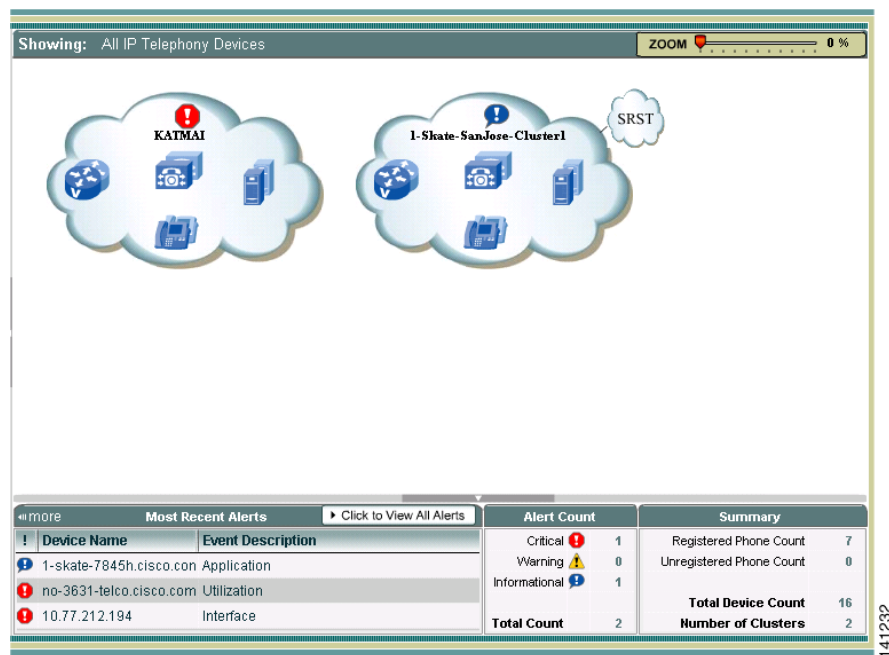 Showing: All IP Telephony Devices
ZOOM 0 %
KATMAI
1-Skate-SanJose-Cluster1
SRST
V
V
more Most Recent Alerts Click to View All Alerts
! Device Name Event Description
1-skate-7845h.cisco.con Application
no-3631-telco.cisco.com Utilization
10.77.212.194 Interface
Alert Count
Critical 1
Warning 0
Informational 1
Total Count 2
Summary
Registered Phone Count 7
Unregistered Phone Count 0
Total Device Count 16
Number of Clusters 2
141232